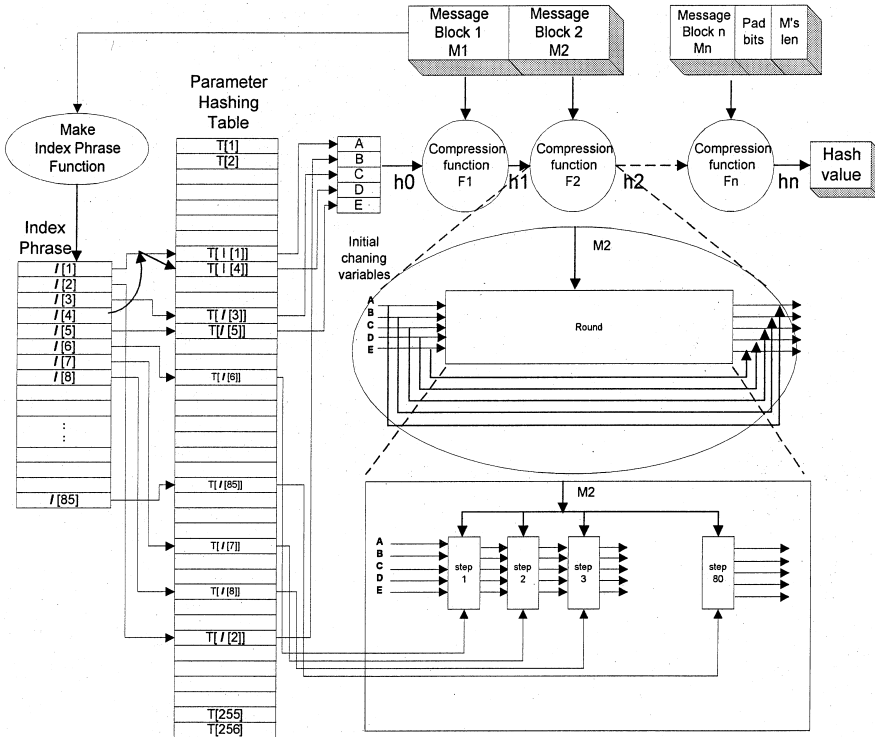 Message Block 1 M1
Message Block 2 M2
Message Block n Mn
Pad bits
M's len
Make Index Phrase Function
Parameter Hashing Table
T[1]
T[2]
A
B
C
D
E
h0
Compression function F1
h1
Compression function F2
h2
Compression function Fn
hn
Hash value
Index Phrase
I [1]
I [2]
I [3]
I [4]
I [5]
I [6]
I [7]
I [8]
I [85]
T[ I [1]]
T[ I [4]]
T[ I [3]]
T[ I [5]]
T[ I [6]]
T[ I [85]]
T[ I [7]]
T[ I [8]]
T[ I [2]]
T[255]
T[256]
Initial chaning variables
M2
A
B
C
D
E
Round
M2
A
B
C
D
E
step 1
step 2
step 3
step 80